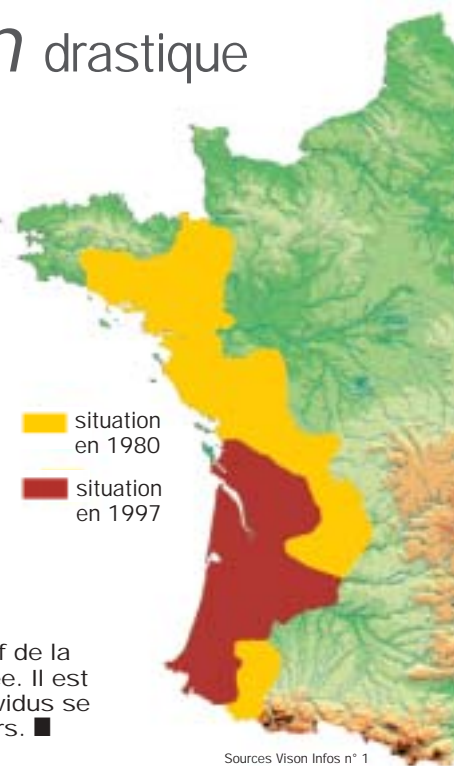 n drastique
situation
en 1980
situation
en 1997
f de la
e. Il est
vidus se
rs. ■
Sources Vison Infos n° 1